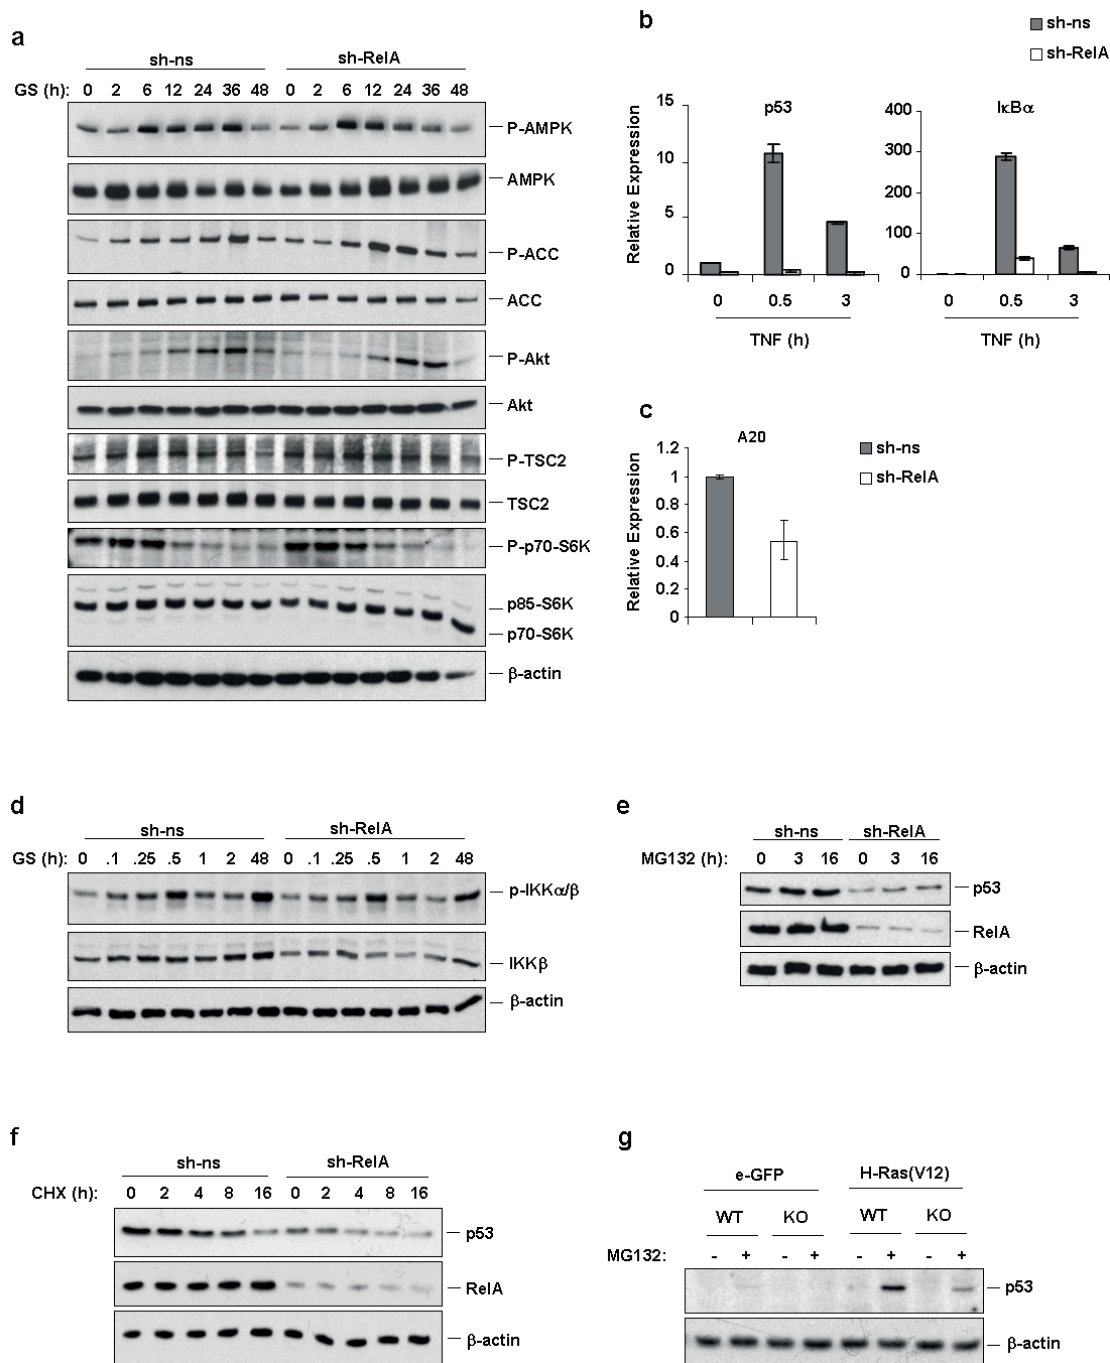 a
sh-ns sh-RelA
GS (h): 0 2 6 12 24 36 48 0 2 6 12 24 36 48
P-AMPK
AMPK
P-ACC
ACC
P-Akt
Akt
P-TSC2
TSC2
P-p70-S6K
p85-S6K
p70-S6K
β-actin
b
sh-ns
sh-RelA
p53
Relative Expression
15
10
5
0
0 0.5 3
TNF (h)
IκBα
400
300
200
100
0
0 0.5 3
TNF (h)
c
A20
sh-ns
sh-RelA
Relative Expression
1.2
1
0.8
0.6
0.4
0.2
0
d
sh-ns sh-RelA
GS (h): 0 .1 .25 .5 1 2 48 0 .1 .25 .5 1 2 48
p-IKKα/β
IKKβ
β-actin
e
sh-ns sh-RelA
MG132 (h): 0 3 16 0 3 16
p53
RelA
β-actin
f
sh-ns sh-RelA
CHX (h): 0 2 4 8 16 0 2 4 8 16
p53
RelA
β-actin
g
e-GFP H-Ras(V12)
WT KO WT KO
MG132: - + - + - + - +
p53
β-actin